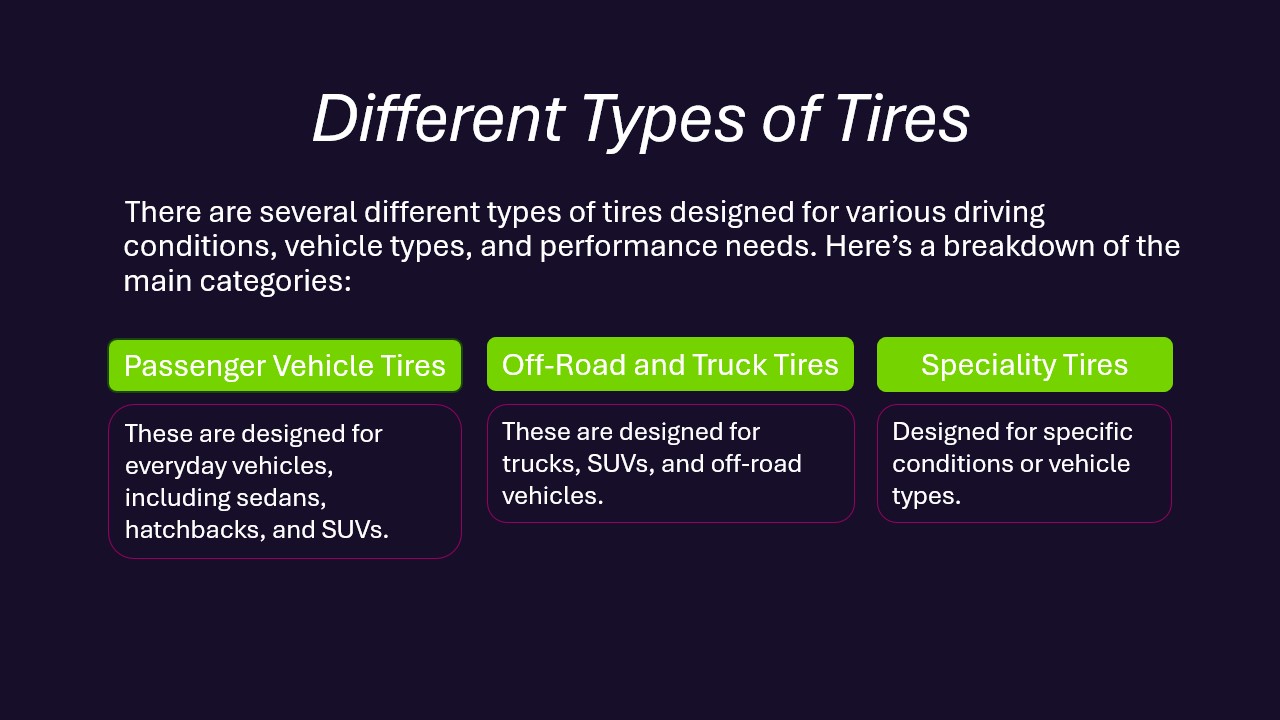 Different Types of Tires
There are several different types of tires designed for various driving
conditions, vehicle types, and performance needs. Here’s a breakdown of the
main categories:
Passenger Vehicle Tires
These are designed for
everyday vehicles,
including sedans,
hatchbacks, and SUVs.
Off-Road and Truck Tires
These are designed for
trucks, SUVs, and off-road
vehicles.
Speciality Tires
Designed for specific
conditions or vehicle
types.